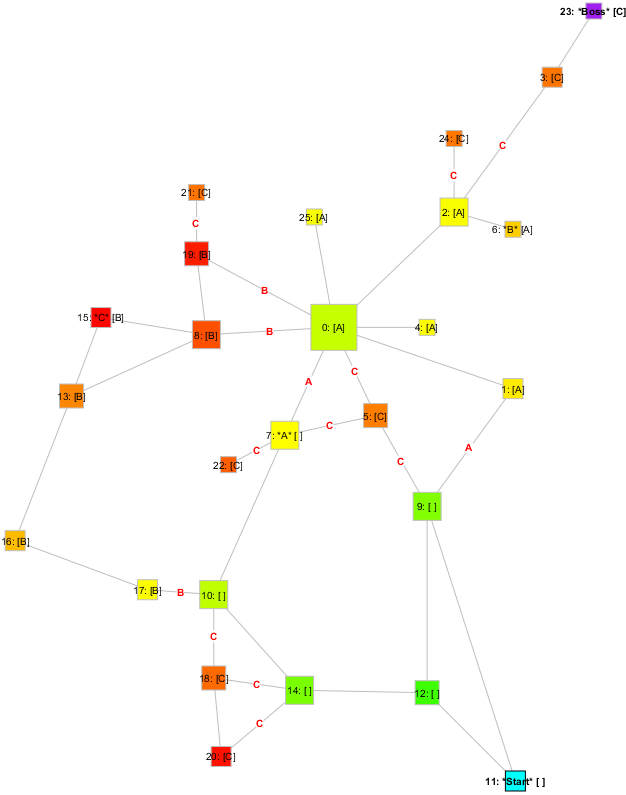 23: *Boss* [C]
3: [C]
24: [C]
C
C
21: [C]
25: [A]
2: [A]
6: *B* [A]
C
19: [B]
B
15: *C* [B]
8: [B]
B
0: [A]
4: [A]
A
C
13: [B]
1: [A]
5: [C]
7: *A* [ ]
C
C
22: [C]
C
A
9: [ ]
16: [B]
17: [B]
B
10: [ ]
C
18: [C]
C
14: [ ]
12: [ ]
C
20: [C]
11: *Start* [ ]